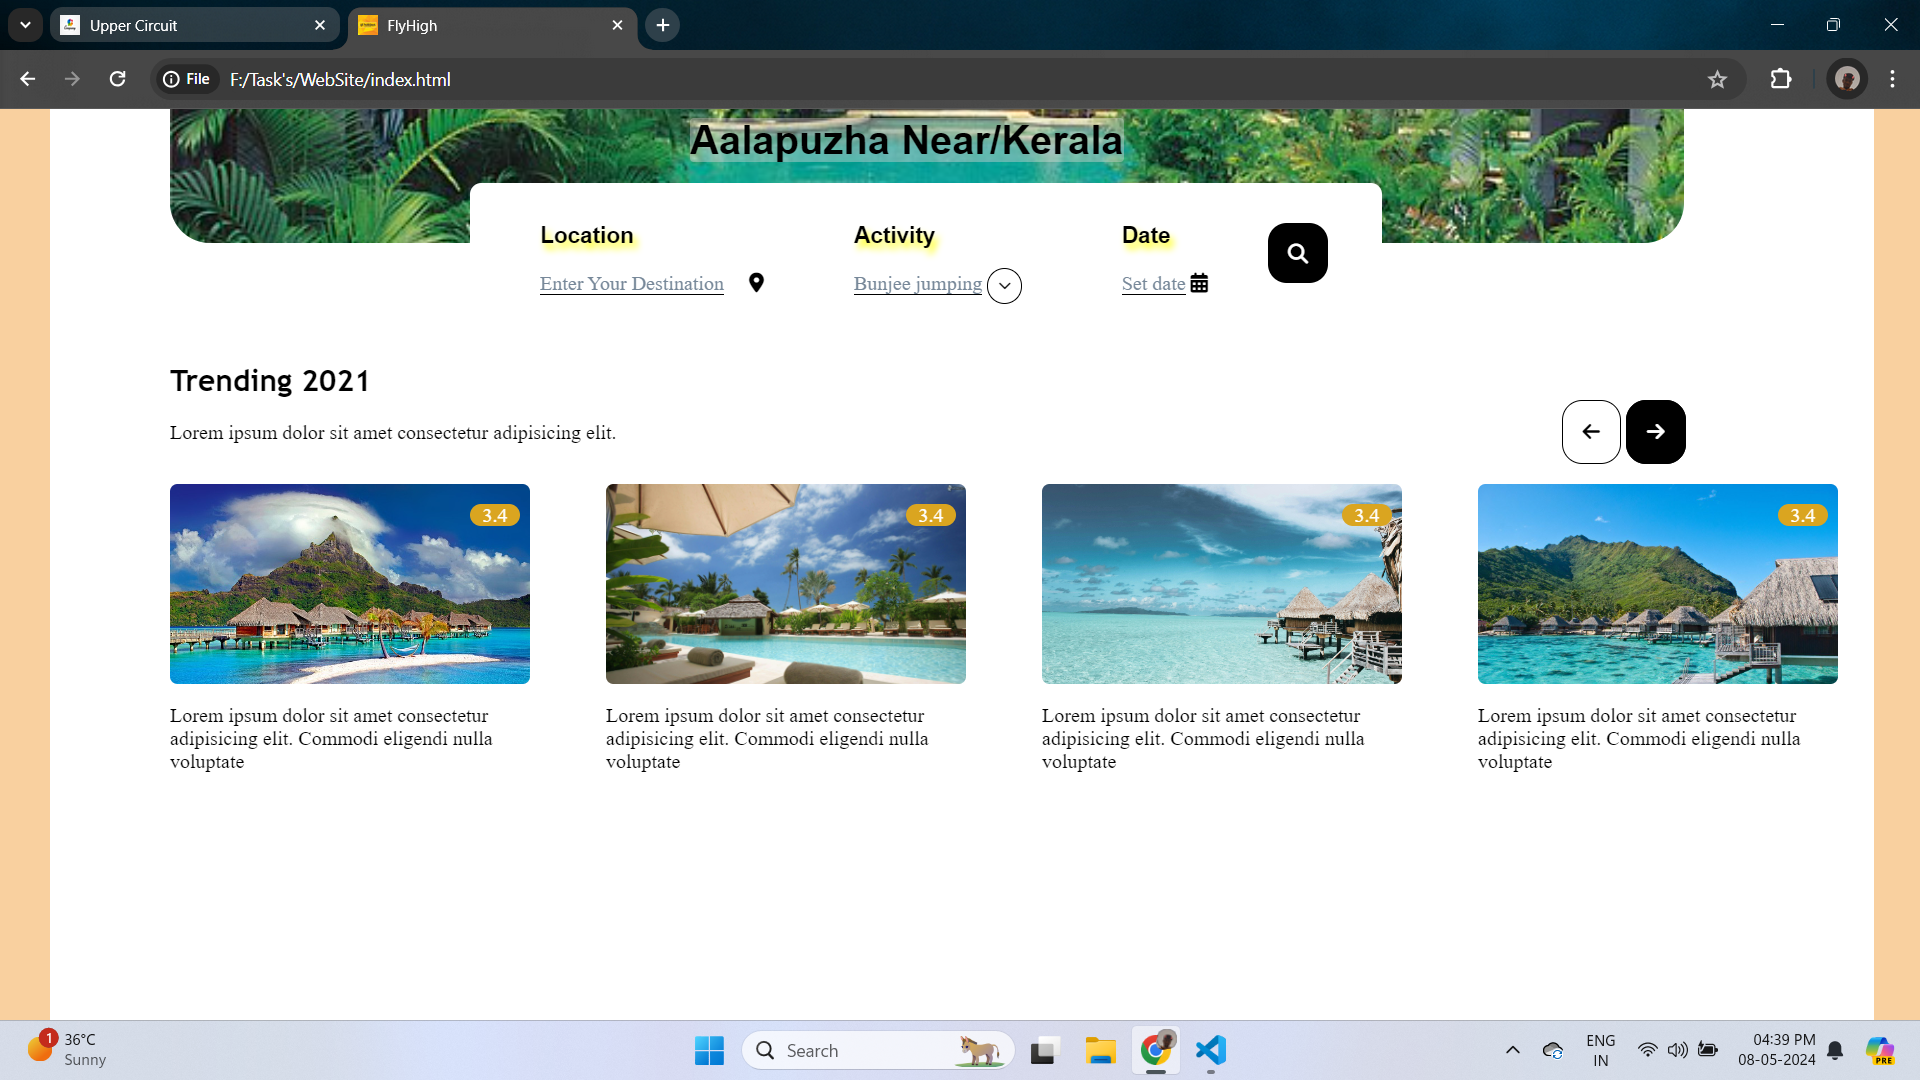 Upper Circuit
FlyHigh
File
F:/Task's/WebSite/index.html
Aalapuzha Near/Kerala
Location
Activity
Date
Enter Your Destination
Bunjee jumping
Set date
Trending 2021
Lorem ipsum dolor sit amet consectetur adipisicing elit.
3.4
3.4
3.4
3.4
Lorem ipsum dolor sit amet consectetur
adipisicing elit. Commodi eligendi nulla
voluptate
Lorem ipsum dolor sit amet consectetur
adipisicing elit. Commodi eligendi nulla
voluptate
Lorem ipsum dolor sit amet consectetur
adipisicing elit. Commodi eligendi nulla
voluptate
Lorem ipsum dolor sit amet consectetur
adipisicing elit. Commodi eligendi nulla
voluptate
1
36°C
Sunny
Search
ENG
IN
04:39 PM
08-05-2024
PRE